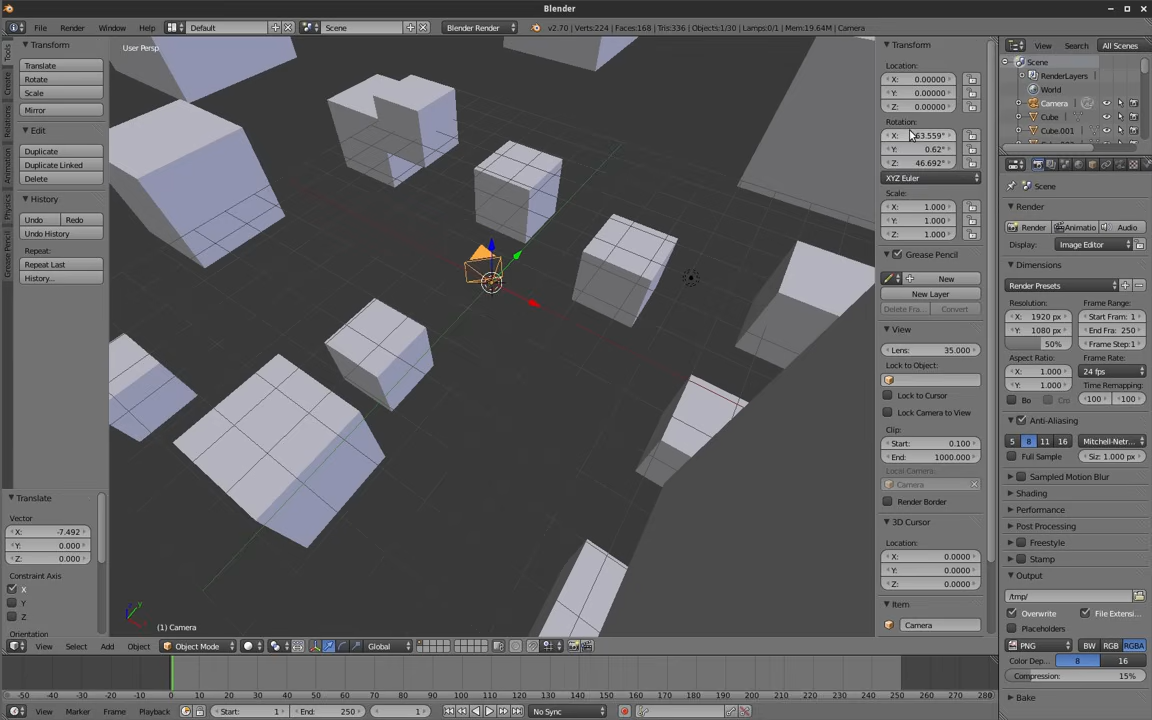 Blender
File
Render
Window
Help
Default
Scene
Blender Render
v2.70 | Verts:224 | Faces:168 | Tris:336 | Objects:1/30 | Lamps:0/1 | Mem:19.64M | Camera
Tools
Create
Relations
Animation
Physics
Grease Pencil
Transform
Translate
Rotate
Scale
Mirror
Edit
Duplicate
Duplicate Linked
Delete
History
Undo
Redo
Undo History
Repeat:
Repeat Last
History...
Translate
Vector
X: -7.492
Y: 0.000
Z: 0.000
Constraint Axis
X
Y
Z
Orientation
User Persp
(1) Camera
Transform
Location:
X: 0.00000
Y: 0.00000
Z: 0.00000
Rotation:
X: 63.559°
Y: 0.62°
Z: 46.692°
XYZ Euler
Scale:
X: 1.000
Y: 1.000
Z: 1.000
Grease Pencil
New
New Layer
Delete Fra...
Convert
View
Lens: 35.000
Lock to Object:
Lock to Cursor
Lock Camera to View
Clip:
Start: 0.100
End: 1000.000
Local Camera:
Camera
Render Border
3D Cursor
Location:
X: 0.0000
Y: 0.0000
Z: 0.0000
Item
Camera
View
Search
All Scenes
Scene
RenderLayers
World
Camera
Cube
Cube.001
Scene
Render
Render
Animatio
Audio
Display:
Image Editor
Dimensions
Render Presets
Resolution:
Frame Range:
X: 1920 px
Start Fram: 1
Y: 1080 px
End Fra: 250
50%
Frame Step:1
Aspect Ratio:
Frame Rate:
X: 1.000
24 fps
Y: 1.000
Time Remapping:
Bo
Cro
100
100
Anti-Aliasing
5
8
11
16
Mitchell-Netr...
Full Sample
Siz: 1.000 px
Sampled Motion Blur
Shading
Performance
Post Processing
Freestyle
Stamp
Output
/tmp/
Overwrite
File Extensi...
Placeholders
PNG
BW
RGB
RGBA
Color Dep...
8
16
Compression: 15%
Bake
View
Select
Add
Object
Object Mode
Global
-50 -40 -30 -20 -10 0 10 20 30 40 50 60 70 80 90 100 110 120 130 140 150 160 170 180 190 200 210 220 230 240 250 260 270 280
View
Marker
Frame
Playback
Start: 1
End: 250
1
No Sync